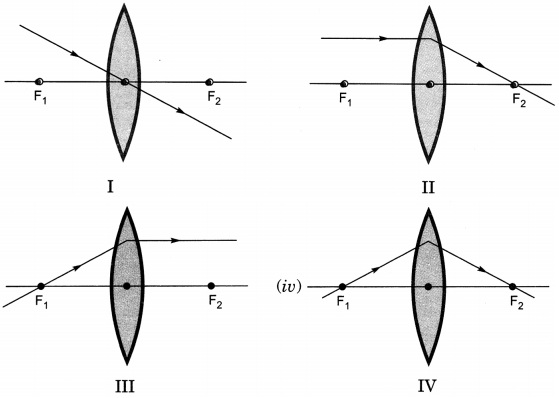 F₁ F₂
F₁ F₂
I
II
(iv)
F₁ F₂
F₁ F₂
III
IV